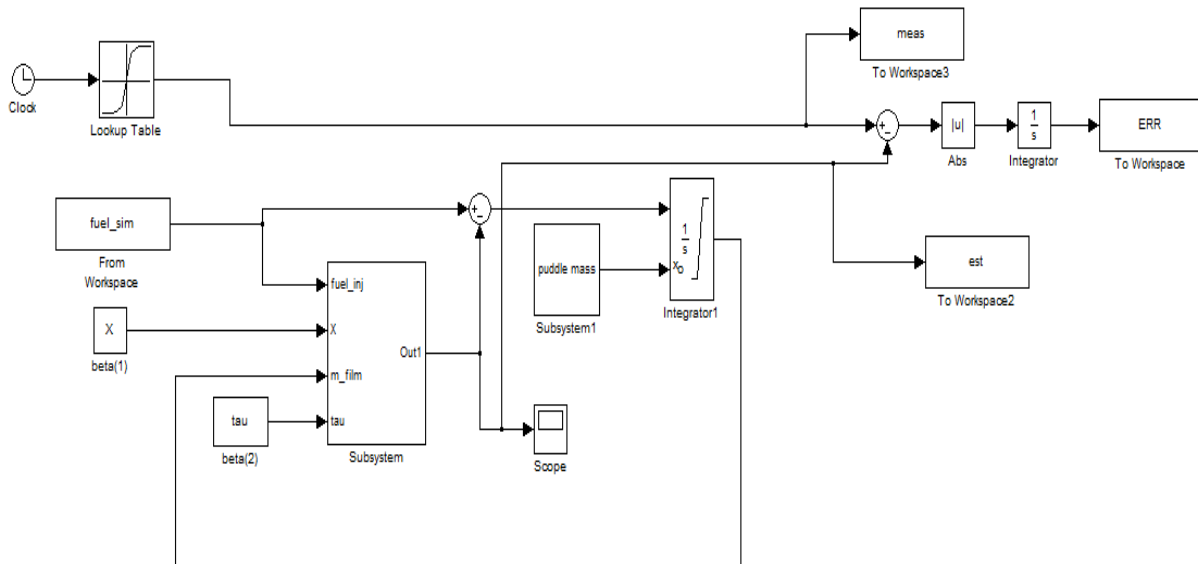 meas
To Workspace3
Clock
Lookup Table
+
-
|u|
Abs
1
s
Integrator
ERR
To Workspace
fuel_sim
From
Workspace
+
-
puddle mass
Subsystem1
1
s
xo
Integrator1
est
To Workspace2
X
beta(1)
fuel_inj
X
m_film
tau
Out1
Subsystem
tau
beta(2)
Scope